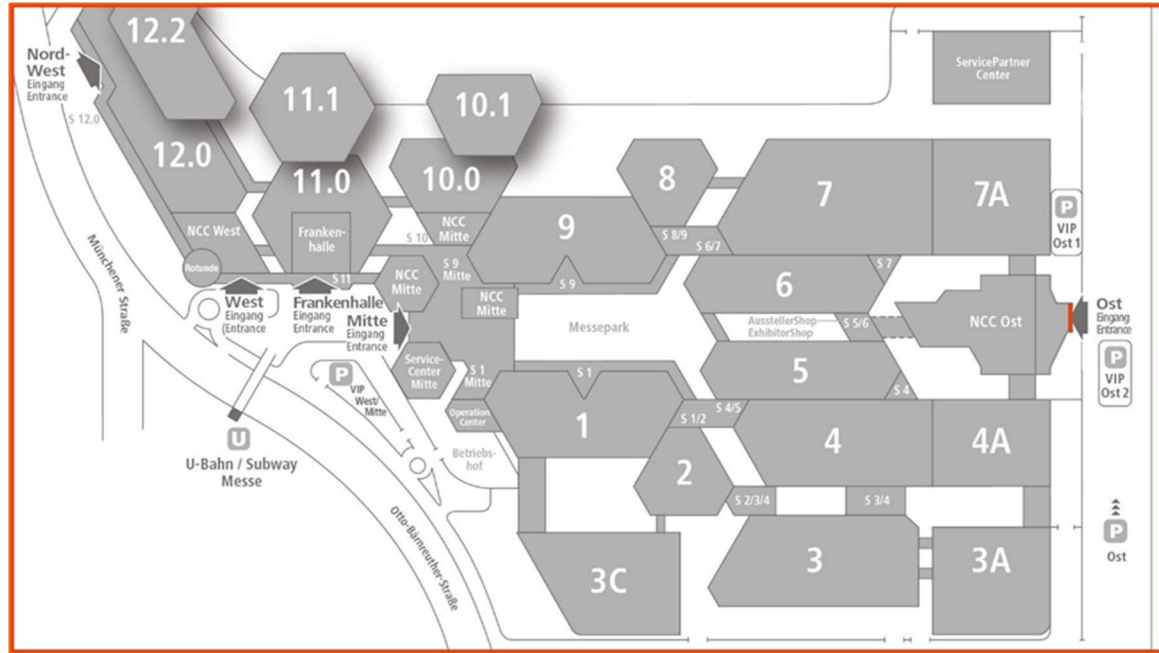 12.2
Nord-
West
Eingang
Entrance
S 12.0
12.0
11.1
10.1
11.0
10.0
ServicePartner
Center
8
7
7A
P
VIP
Ost 1
NCC West
Franken-
halle
S 10
NCC
Mitte
9
S 8/9
S 6/7
Rotunde
S 11
NCC
Mitte
S 9
Mitte
S 9
NCC
Mitte
6
S 7
Münchener Straße
West
Eingang
Entrance
Frankenhalle
Eingang
Entrance
Mitte
Eingang
Entrance
Messepark
AusstellerShop
ExhibitorShop
S 5/6
NCC Ost
Ost
Eingang
Entrance
P
VIP
Ost 2
Service-
Center
Mitte
P
VIP
West/
Mitte
S 1
Mitte
S 1
5
S 4
Operation
Center
1
S 1/2
S 4/5
4
4A
U
U-Bahn / Subway
Messe
Betriebs-
hof
2
S 2/3/4
S 3/4
P
Ost
Otto-Bärnreuther-Straße
3C
3
3A